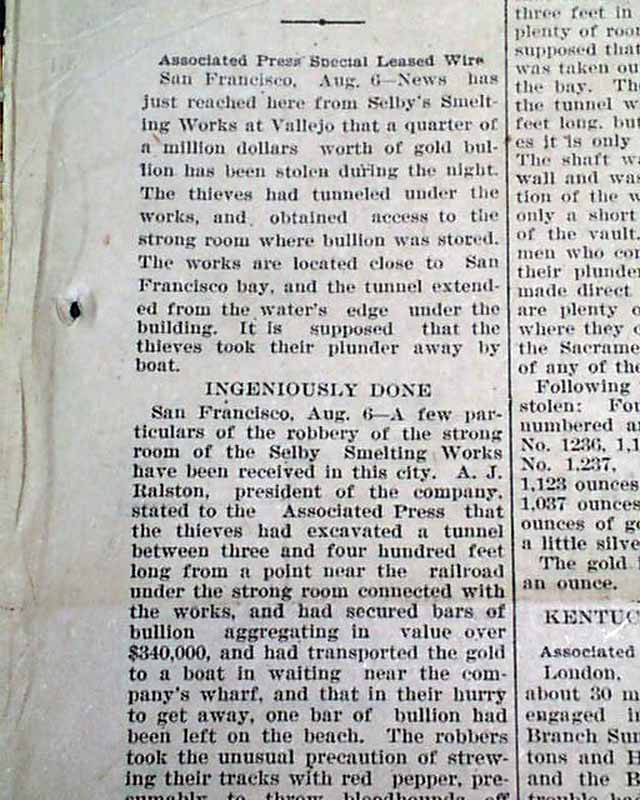 Associated Press Special Leased Wire
San Francisco, Aug. 6—News has
just reached here from Selby's Smelt-
ing Works at Vallejo that a quarter of
a million dollars worth of gold bul-
lion has been stolen during the night.
The thieves had tunneled under the
works, and obtained access to the
strong room where bullion was stored.
The works are located close to San
Francisco bay, and the tunnel extend-
ed from the water's edge under the
building. It is supposed that the
thieves took their plunder away by
boat.
INGENIOUSLY DONE
San Francisco, Aug. 6—A few par-
ticulars of the robbery of the strong
room of the Selby Smelting Works
have been received in this city. A. J.
Ralston, president of the company,
stated to the Associated Press that
the thieves had excavated a tunnel
between three and four hundred feet
long from a point near the railroad
under the strong room connected with
the works, and had secured bars of
bullion aggregating in value over
$340,000, and had transported the gold
to a boat in waiting near the com-
pany's wharf, and that in their hurry
to get away, one bar of bullion had
been left on the beach. The robbers
took the unusual precaution of strew-
ing their tracks with red pepper, pre-
sumably to throw bloodhounds off
three feet in
plenty of
supposed that
was taken
the bay.
the tunnel
feet long, but
es it is only
The shaft
wall and was
tion of the
only a short
of the vault.
men who
their plunder
made direct
are plenty
where they
the
of any of the
Following
stolen:
numbered
No. 1236,
No. 1,237,
1,123 ounces
1,037 ounces
ounces of
a little
The gold
an ounce.
Associated
London,
about 30
engaged
Branch
tons and
and the
trouble